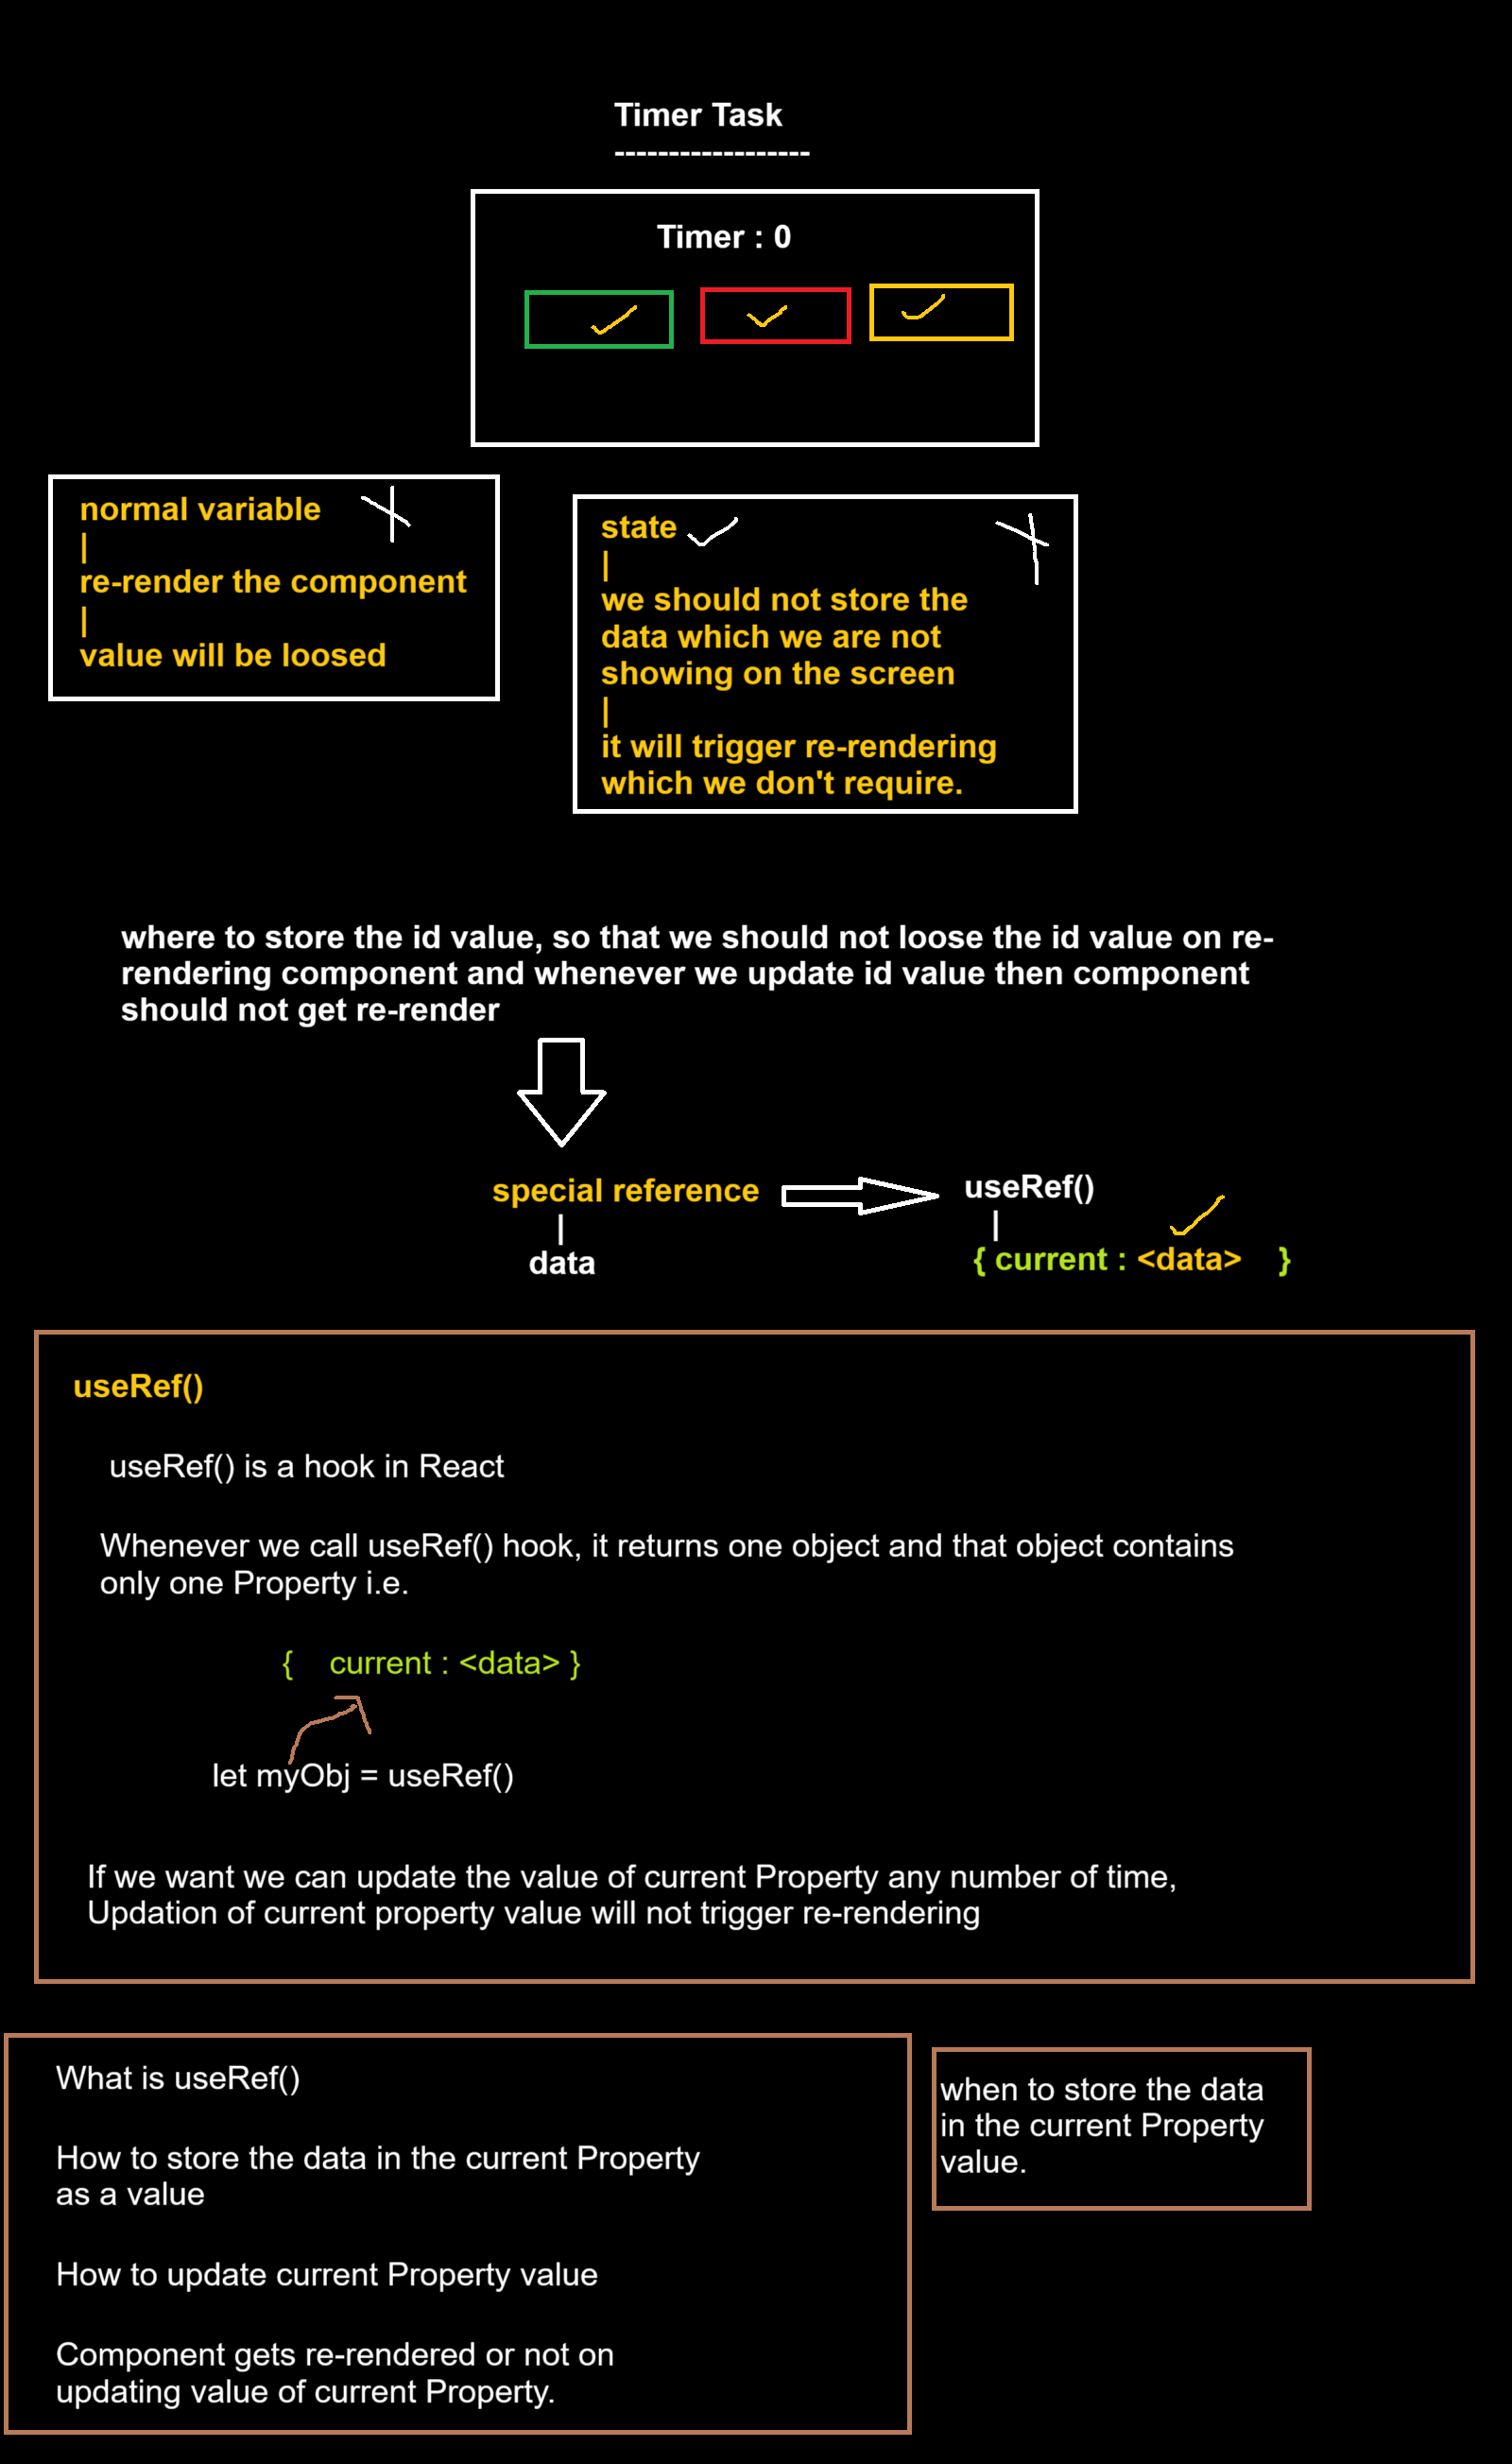 Timer Task
------------------
Timer : 0
normal variable
|
re-render the component
|
value will be loosed
state
|
we should not store the
data which we are not
showing on the screen
|
it will trigger re-rendering
which we don't require.
where to store the id value, so that we should not loose the id value on re-
rendering component and whenever we update id value then component
should not get re-render
special reference
|
data
useRef()
|
{ current : <data> }
useRef()
useRef() is a hook in React
Whenever we call useRef() hook, it returns one object and that object contains
only one Property i.e.
{ current : <data> }
let myObj = useRef()
If we want we can update the value of current Property any number of time,
Updation of current property value will not trigger re-rendering
What is useRef()
How to store the data in the current Property
as a value
How to update current Property value
Component gets re-rendered or not on
updating value of current Property.
when to store the data
in the current Property
value.